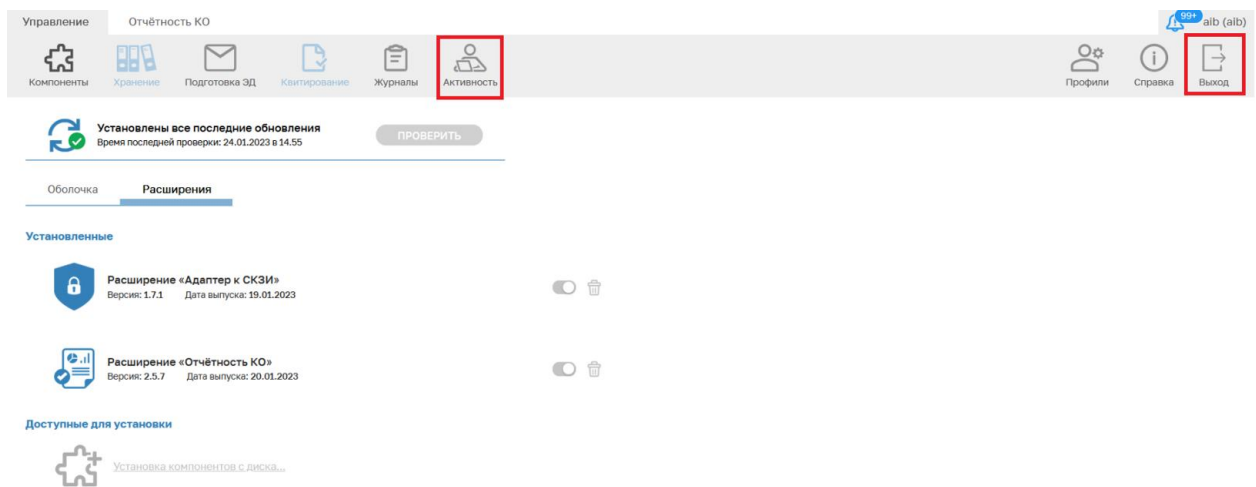 Управление Отчётность КО 99+ aib (aib)
Компоненты Хранение Подготовка ЭД Квитирование Журналы Активность Профили Справка Выход
Установлены все последние обновления
Время последней проверки: 24.01.2023 в 14.55
ПРОВЕРИТЬ
Оболочка Расширения
Установленные
Расширение «Адаптер к СКЗИ»
Версия: 1.7.1 Дата выпуска: 19.01.2023
Расширение «Отчётность КО»
Версия: 2.5.7 Дата выпуска: 20.01.2023
Доступные для установки
Установка компонентов с диска...